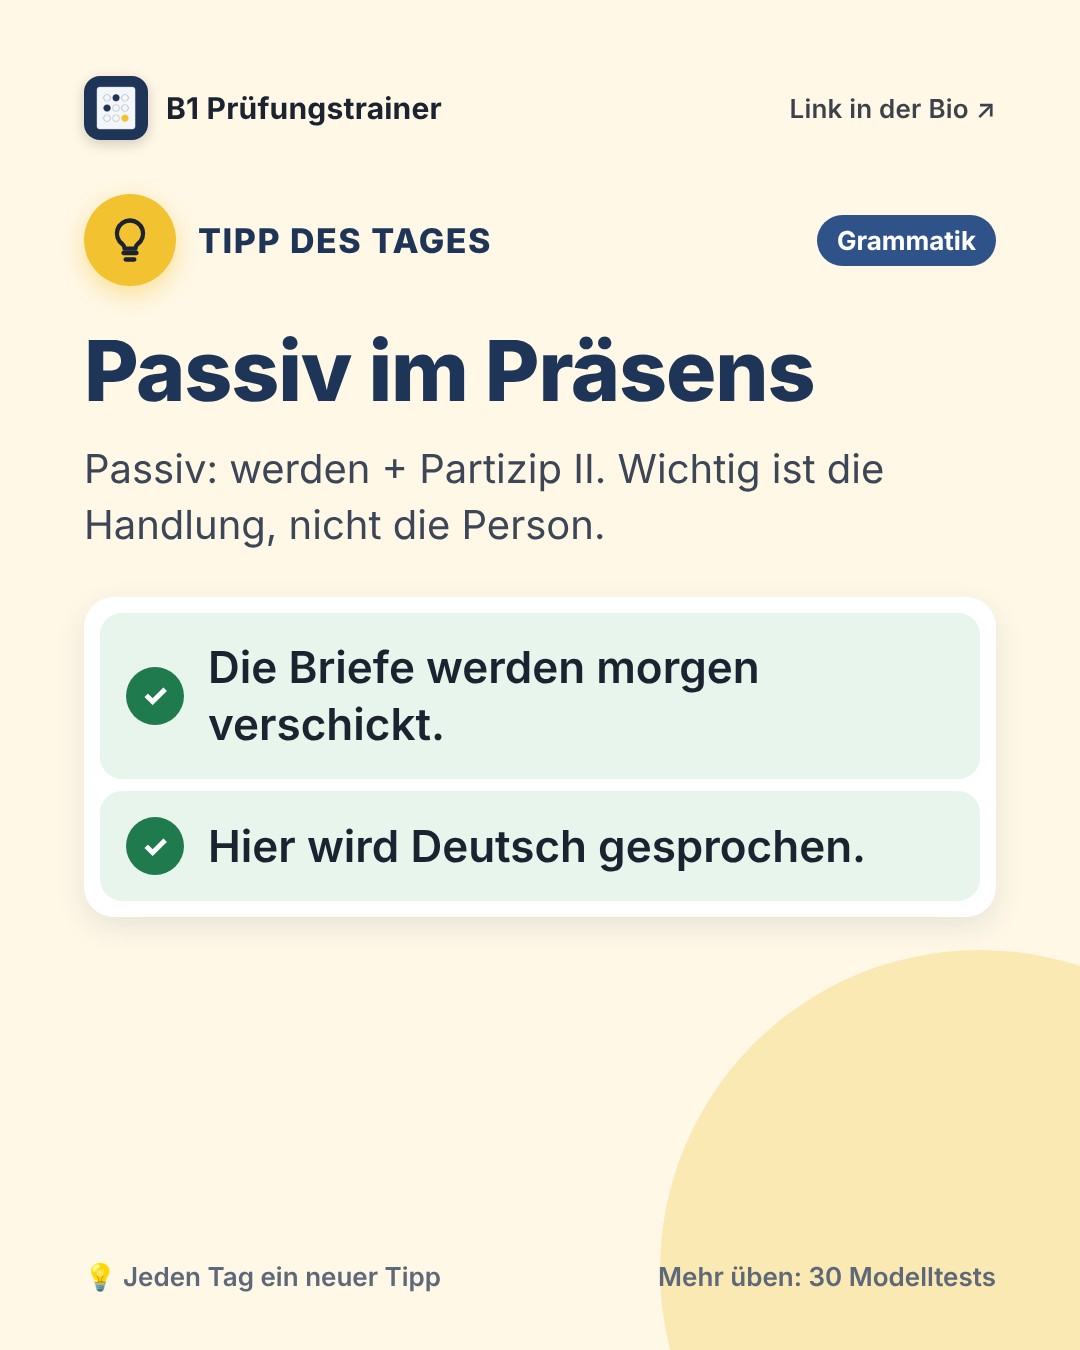 B1 Prüfungstrainer
Link in der Bio ↗
TIPP DES TAGES
Grammatik
Passiv im Präsens
Passiv: werden + Partizip II. Wichtig ist die
Handlung, nicht die Person.
Die Briefe werden morgen
verschickt.
Hier wird Deutsch gesprochen.
💡 Jeden Tag ein neuer Tipp
Mehr üben: 30 Modelltests